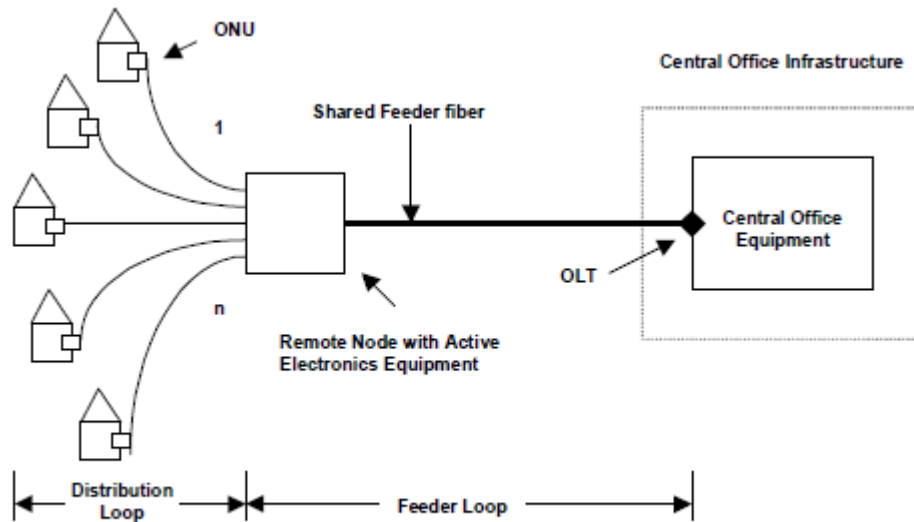 ONU
Central Office Infrastructure
1
Shared Feeder fiber
Central Office
Equipment
OLT
n
Remote Node with Active
Electronics Equipment
Distribution
Loop
Feeder Loop